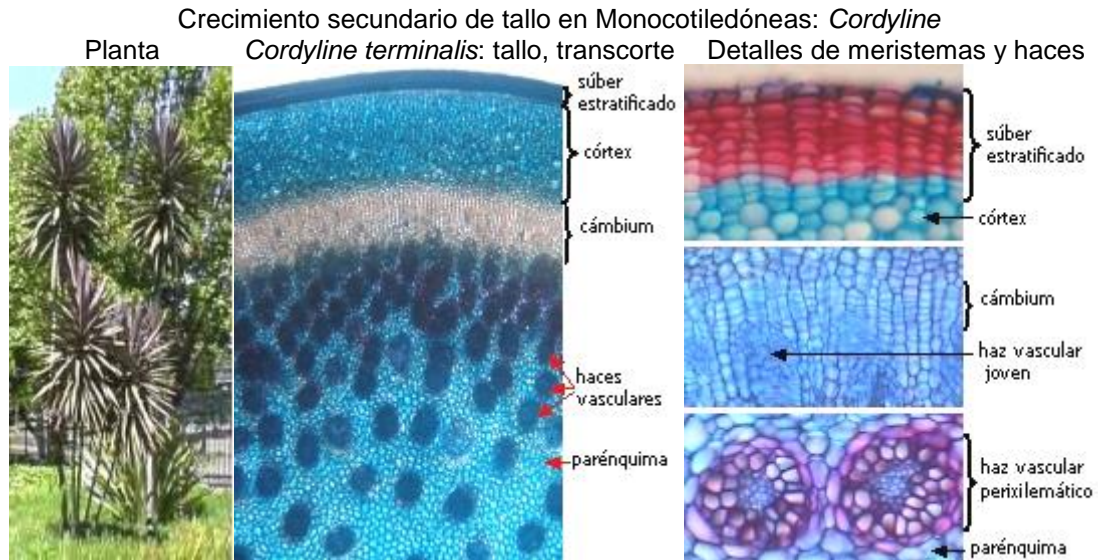 Crecimiento secundario de tallo en Monocotiledóneas: Cordyline
Planta
Cordyline terminalis: tallo, transcorte
Detalles de meristemas y haces
súber
estratificado
córtex
cámbium
haces
vasculares
parénquima
súber
estratificado
córtex
cámbium
haz vascular
joven
haz vascular
perixilemático
parénquima